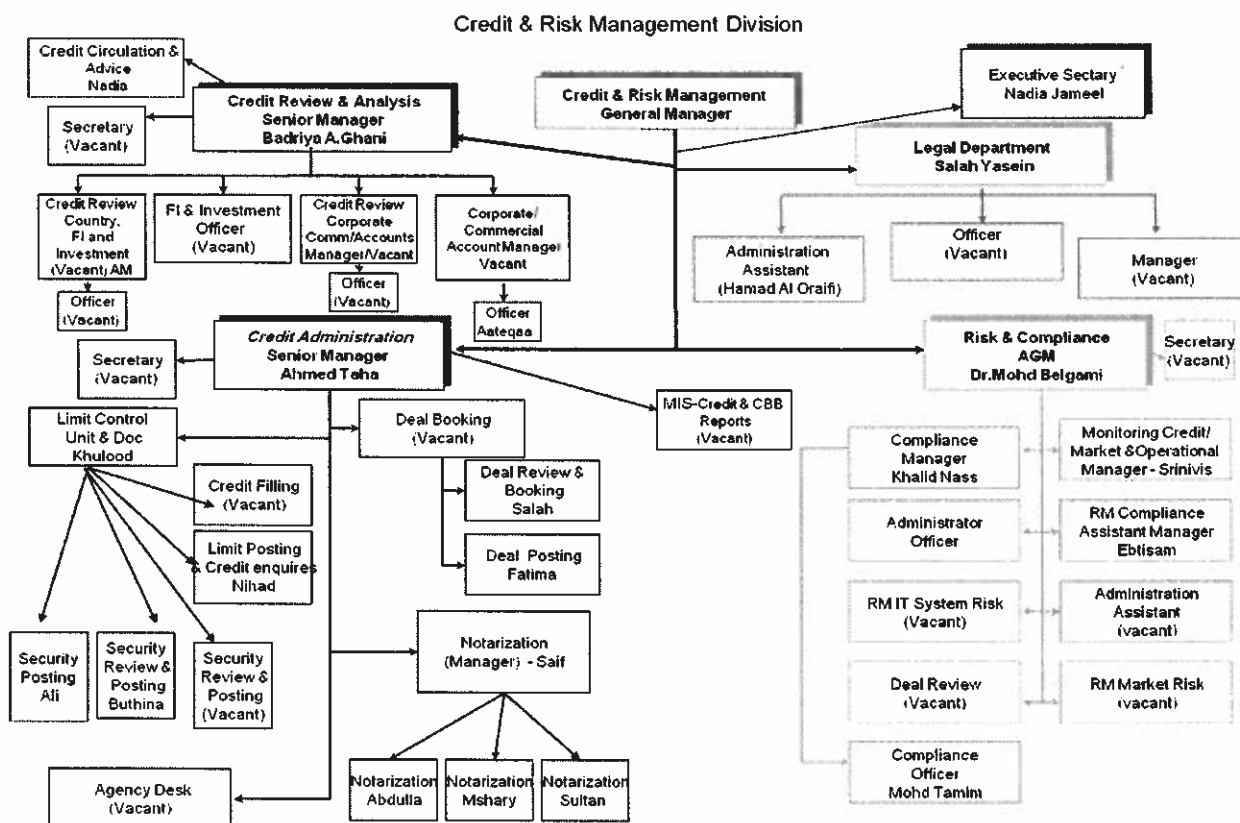 Credit & Risk Management Division
Credit Circulation &
Advice
Nadia
Credit Review & Analysis
Senior Manager
Badriya A.Ghani
Credit & Risk Management
General Manager
Executive Sectary
Nadia Jameel
Secretary
(Vacant)
Legal Department
Salah Yasein
Credit Review
Country,
FI and
Investment
(Vacant) AM
FI & Investment
Officer
(Vacant)
Credit Review
Corporate
Comm/Accounts
Manager/Vacant
Corporate/
Commercial
Account Manager
Vacant
Administration
Assistant
(Hamad Al Oraifi)
Officer
(Vacant)
Manager
(Vacant)
Officer
(Vacant)
Officer
(Vacant)
Officer
Aateqaa
Credit Administration
Senior Manager
Ahmed Taha
Secretary
(Vacant)
Risk & Compliance
AGM
Dr.Mohd Belgami
Secretary
(Vacant)
Limit Control
Unit & Doc
Khulood
Deal Booking
(Vacant)
MIS-Credit & CBB
Reports
(Vacant)
Compliance
Manager
Khalid Nass
Monitoring Credit/
Market &Operational
Manager - Srinivis
Credit Filling
(Vacant)
Deal Review &
Booking
Salah
Administrator
Officer
RM Compliance
Assistant Manager
Ebtisam
Limit Posting
& Credit enquires
Nihad
Deal Posting
Fatima
RM IT System Risk
(Vacant)
Administration
Assistant
(vacant)
Security
Posting
Ali
Security
Review &
Posting
Buthina
Security
Review &
Posting
(Vacant)
Notarization
(Manager) - Saif
Deal Review
(Vacant)
RM Market Risk
(vacant)
Agency Desk
(Vacant)
Notarization
Abdulla
Notarization
Mshary
Notarization
Sultan
Compliance
Officer
Mohd Tamim